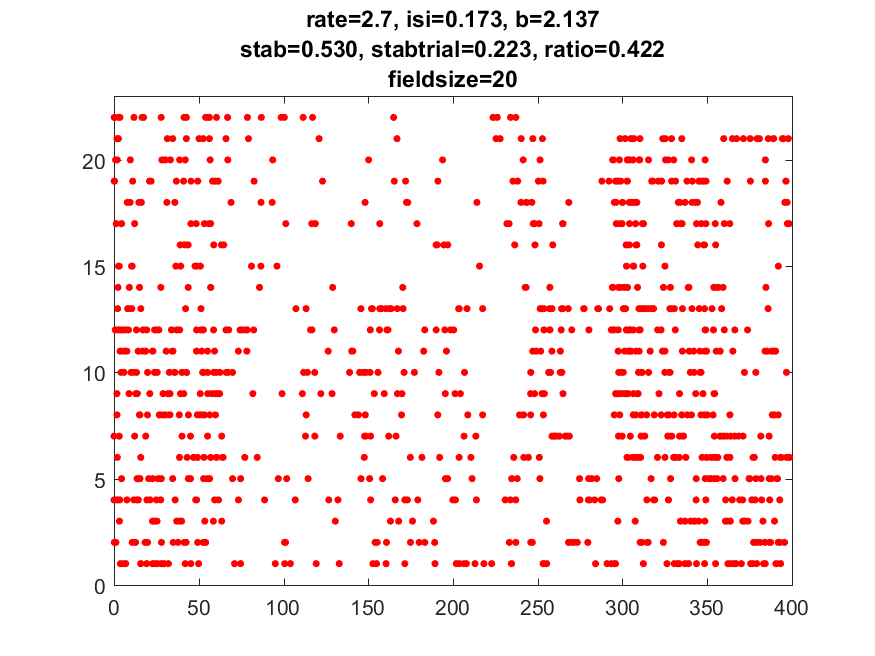 rate=2.7, isi=0.173, b=2.137
stab=0.530, stabtrial=0.223, ratio=0.422
fieldsize=20
20
15
10
5
0
0 50 100 150 200 250 300 350 400